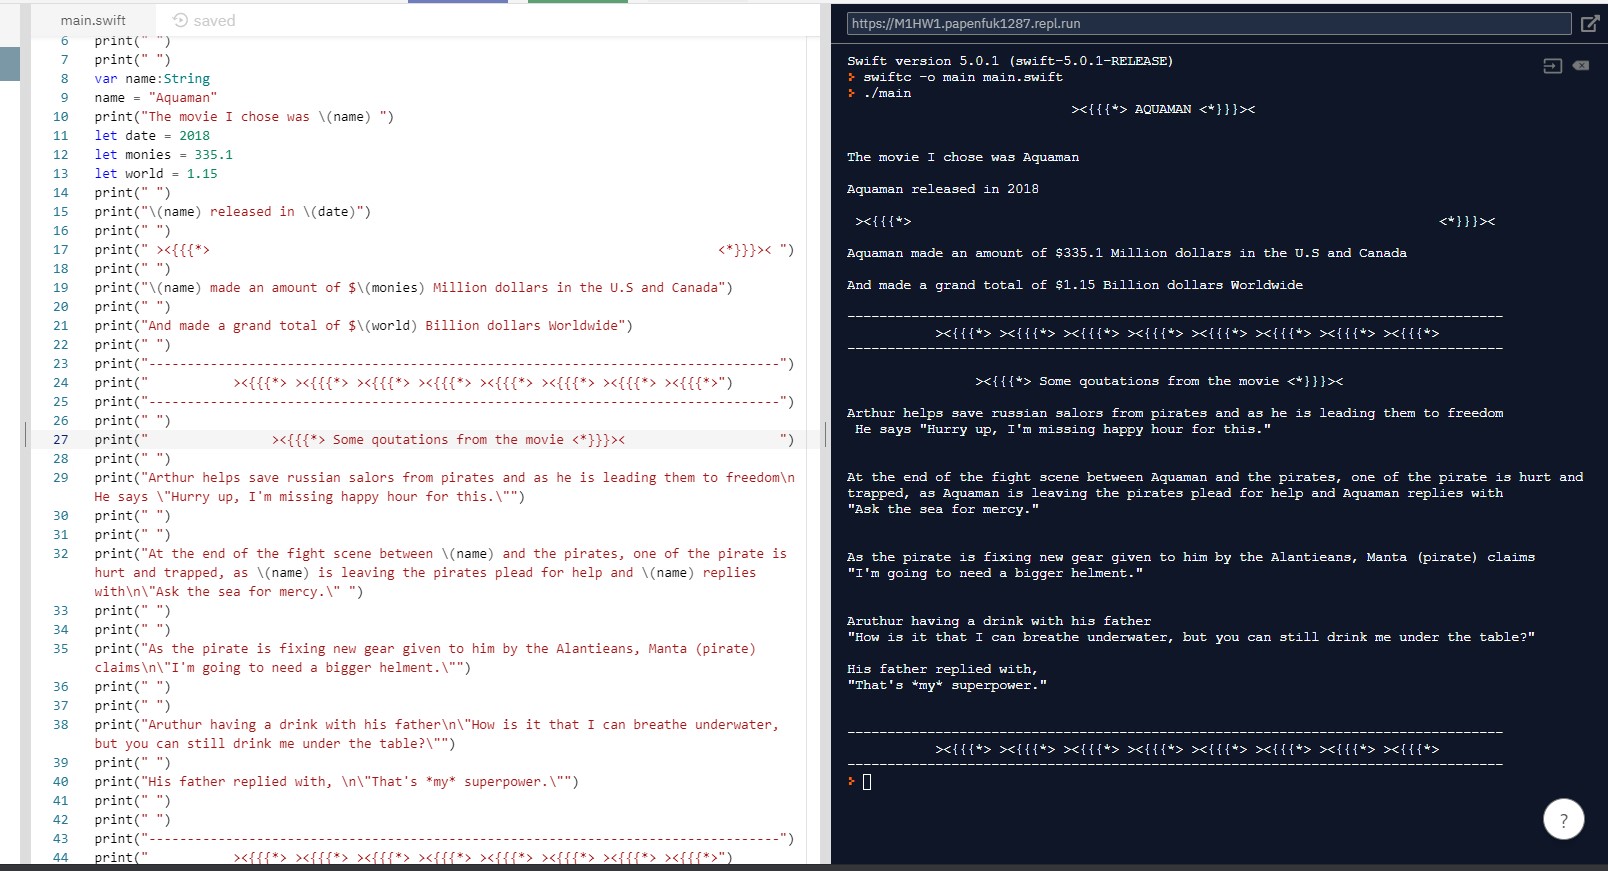 main.swift saved
6 print(" ")
7 print(" ")
8 var name:String
9 name = "Aquaman"
10 print("The movie I chose was \(name) ")
11 let date = 2018
12 let monies = 335.1
13 let world = 1.15
14 print(" ")
15 print("\(name) released in \(date)")
16 print(" ")
17 print(" ><{{{*>                                                                  <*}}}>< ")
18 print(" ")
19 print("\(name) made an amount of $\(monies) Million dollars in the U.S and Canada")
20 print(" ")
21 print("And made a grand total of $\(world) Billion dollars Worldwide")
22 print(" ")
23 print("----------------------------------------------------------------------------------")
24 print("           ><{{{*> ><{{{*> ><{{{*> ><{{{*> ><{{{*> ><{{{*> ><{{{*> ><{{{*>")
25 print("----------------------------------------------------------------------------------")
26 print(" ")
27 print("                ><{{{*> Some qoutations from the movie <*}}}><                    ")
28 print(" ")
29 print("Arthur helps save russian salors from pirates and as he is leading them to freedom\n
He says \"Hurry up, I'm missing happy hour for this.\"")
30 print(" ")
31 print(" ")
32 print("At the end of the fight scene between \(name) and the pirates, one of the pirate is
hurt and trapped, as \(name) is leaving the pirates plead for help and \(name) replies
with\n\"Ask the sea for mercy.\" ")
33 print(" ")
34 print(" ")
35 print("As the pirate is fixing new gear given to him by the Alantieans, Manta (pirate)
claims\n\"I'm going to need a bigger helment.\"")
36 print(" ")
37 print(" ")
38 print("Aruthur having a drink with his father\n\"How is it that I can breathe underwater,
but you can still drink me under the table?\"")
39 print(" ")
40 print("His father replied with, \n\"That's *my* superpower.\"")
41 print(" ")
42 print(" ")
43 print("----------------------------------------------------------------------------------")
44 print("           ><{{{*> ><{{{*> ><{{{*> ><{{{*> ><{{{*> ><{{{*> ><{{{*> ><{{{*>")
https://M1HW1.papenfuk1287.repl.run
Swift version 5.0.1 (swift-5.0.1-RELEASE)
> swiftc -o main main.swift
> ./main
                            ><{{{*> AQUAMAN <*}}}><
The movie I chose was Aquaman
Aquaman released in 2018
 ><{{{*>                                                                  <*}}}><
Aquaman made an amount of $335.1 Million dollars in the U.S and Canada
And made a grand total of $1.15 Billion dollars Worldwide
----------------------------------------------------------------------------------
           ><{{{*> ><{{{*> ><{{{*> ><{{{*> ><{{{*> ><{{{*> ><{{{*> ><{{{*>
----------------------------------------------------------------------------------
                ><{{{*> Some qoutations from the movie <*}}}><
Arthur helps save russian salors from pirates and as he is leading them to freedom
 He says "Hurry up, I'm missing happy hour for this."
At the end of the fight scene between Aquaman and the pirates, one of the pirate is hurt and
trapped, as Aquaman is leaving the pirates plead for help and Aquaman replies with
"Ask the sea for mercy."
As the pirate is fixing new gear given to him by the Alantieans, Manta (pirate) claims
"I'm going to need a bigger helment."
Aruthur having a drink with his father
"How is it that I can breathe underwater, but you can still drink me under the table?"
His father replied with,
"That's *my* superpower."
----------------------------------------------------------------------------------
           ><{{{*> ><{{{*> ><{{{*> ><{{{*> ><{{{*> ><{{{*> ><{{{*> ><{{{*>
----------------------------------------------------------------------------------
>
?